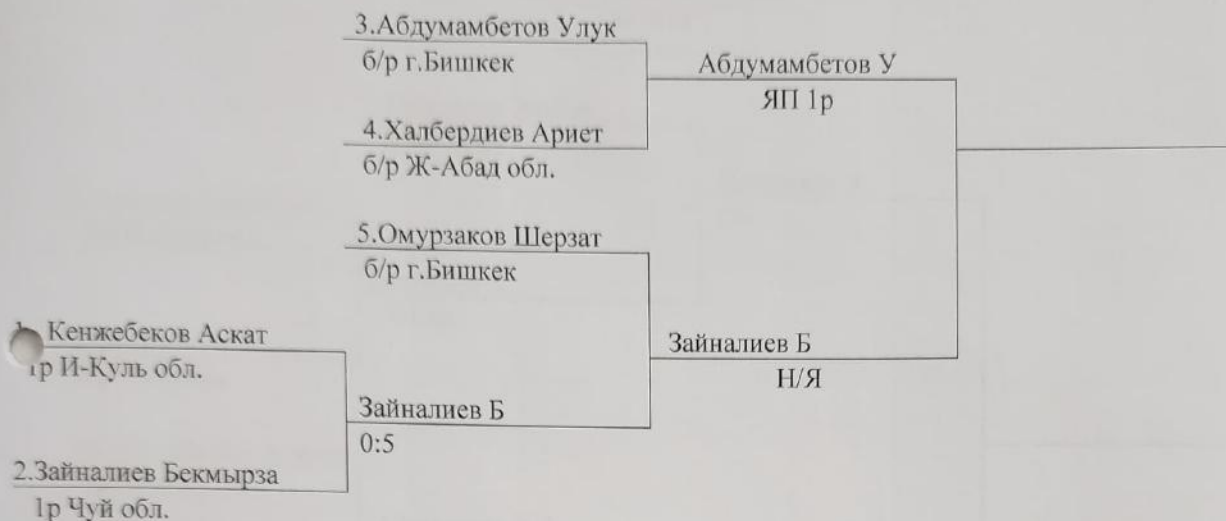 3.Абдумамбетов Улук
б/р г.Бишкек
Абдумамбетов У
ЯП 1р
4.Халбердиев Ариет
б/р Ж-Абад обл.
5.Омурзаков Шерзат
б/р г.Бишкек
Кенжебеков Аскат
1р И-Куль обл.
Зайналиев Б
Н/Я
Зайналиев Б
0:5
2.Зайналиев Бекмырза
1р Чуй обл.